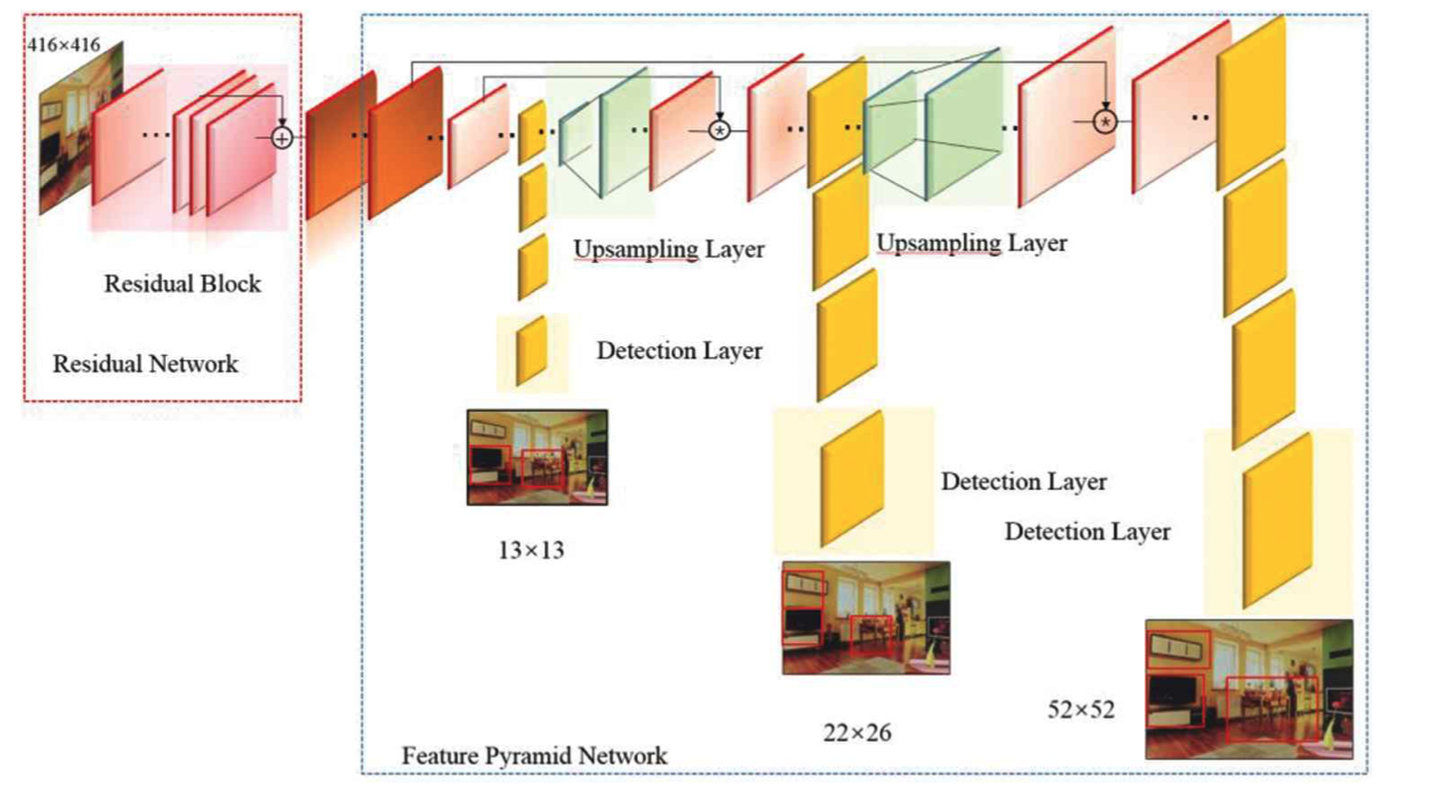 416×416
Residual Block
Residual Network
Upsampling Layer
Upsampling Layer
Detection Layer
13×13
Detection Layer
Detection Layer
22×26
52×52
Feature Pyramid Network